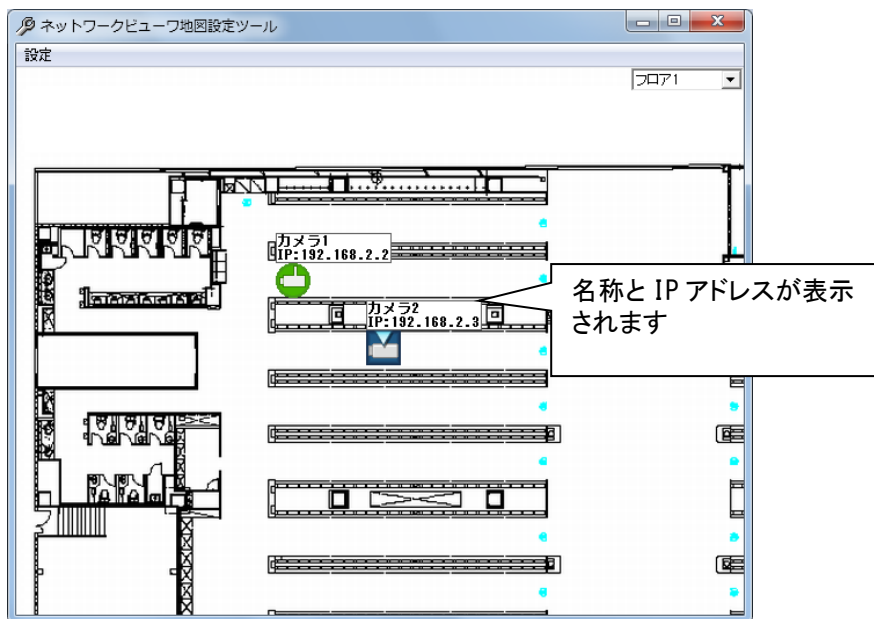 ネットワークビューワ地図設定ツール
設定
フロア1
カメラ1
IP:192.168.2.2
カメラ2
IP:192.168.2.3
名称と IP アドレスが表示
されます